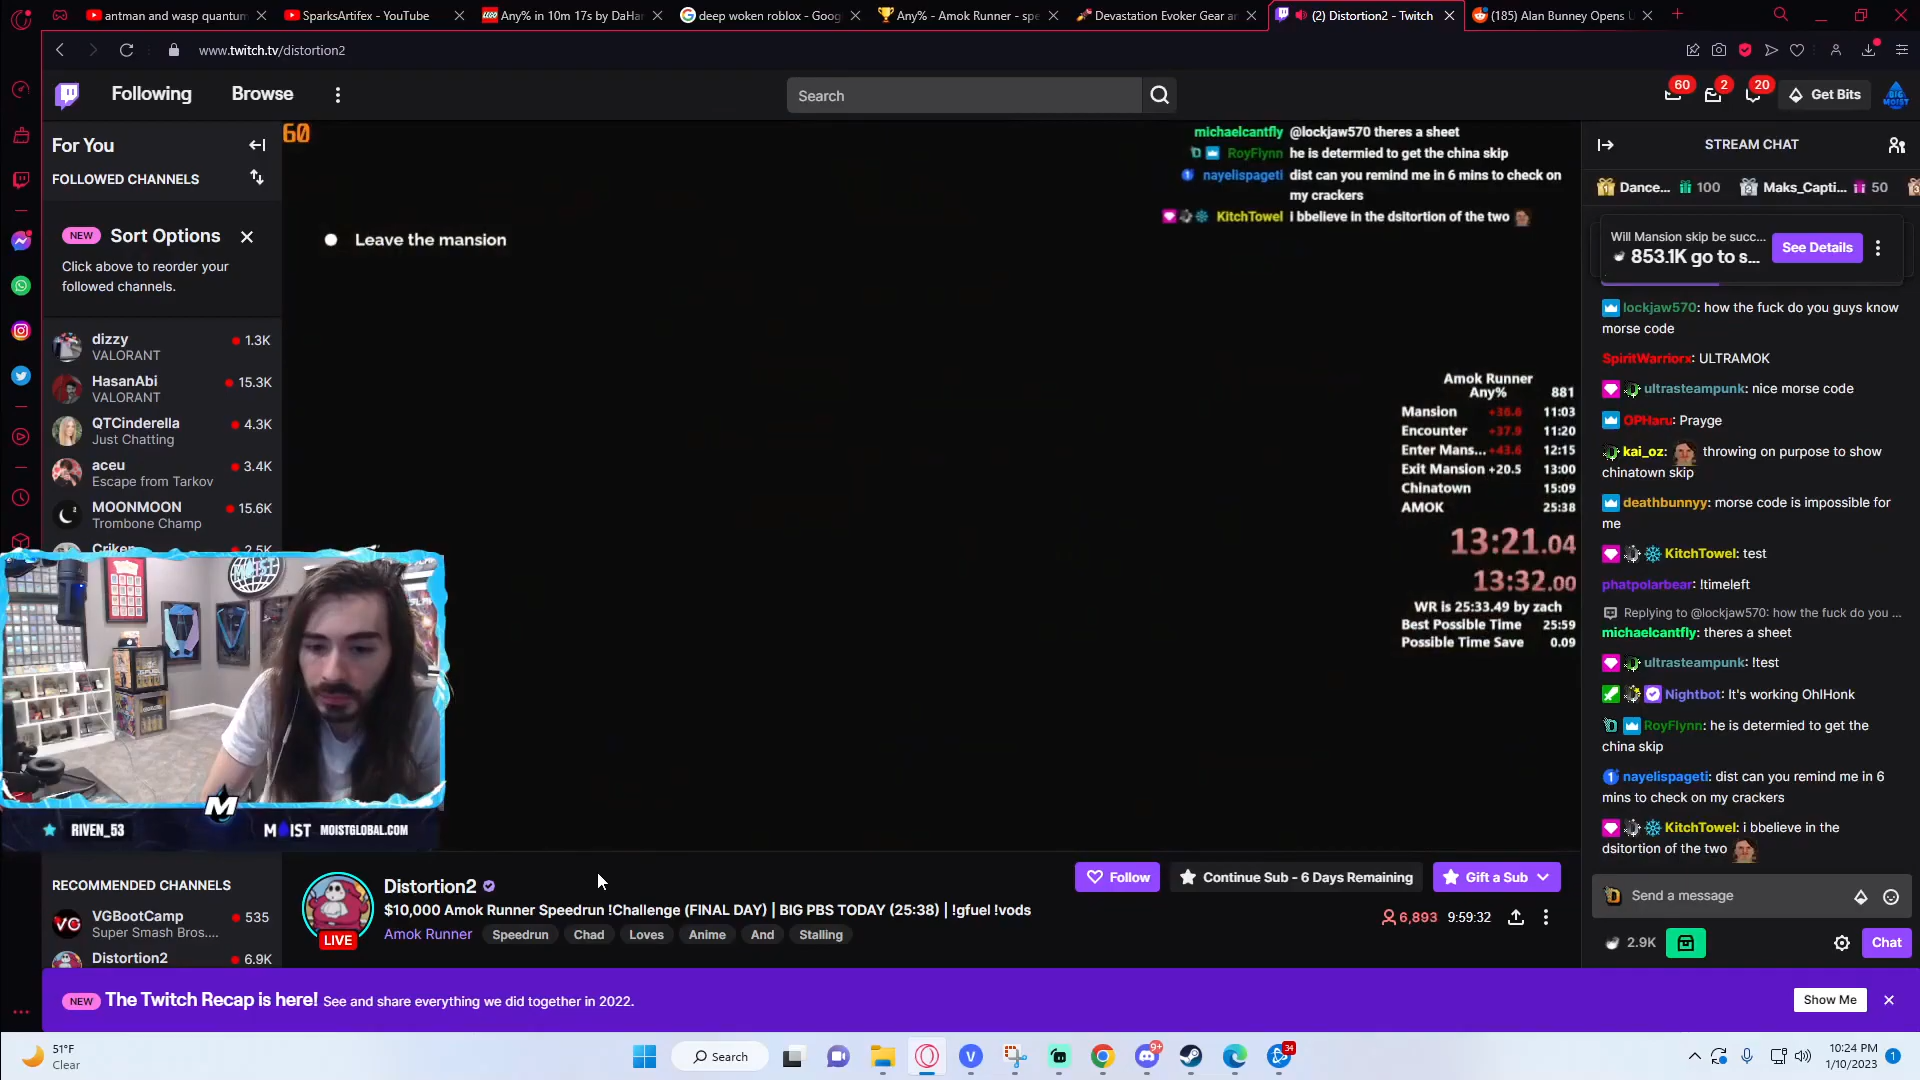 antman and wasp quantum
SparksArtifex - YouTube
Any% in 10m 17s by DaHar
deep woken roblox - Goog
Any% - Amok Runner - spe
Devastation Evoker Gear an
(2) Distortion2 - Twitch
(185) Alan Bunney Opens U
www.twitch.tv/distortion2
Following
Browse
Search
60
2
20
Get Bits
For You
FOLLOWED CHANNELS
NEW
Sort Options
Click above to reorder your
followed channels.
dizzy
1.3K
VALORANT
HasanAbi
15.3K
VALORANT
QTCinderella
4.3K
Just Chatting
aceu
3.4K
Escape from Tarkov
MOONMOON
15.6K
Trombone Champ
Criken
2.5K
RIVEN_53
M
MOIST
MOISTGLOBAL.COM
RECOMMENDED CHANNELS
VGBootCamp
535
Super Smash Bros....
Distortion2
6.9K
60
Leave the mansion
michaelcantfly @lockjaw570 theres a sheet
RoyFlynn he is determied to get the china skip
nayelispageti dist can you remind me in 6 mins to check on
my crackers
KitchTowel i bbelieve in the dsitortion of the two
Amok Runner
Any% 881
Mansion +36.6 11:03
Encounter +37.9 11:20
Enter Mans... +43.6 12:15
Exit Mansion +20.5 13:00
Chinatown 15:09
AMOK 25:38
13:21.04
13:32.00
WR is 25:33.49 by zach
Best Possible Time 25:59
Possible Time Save 0.09
LIVE
Distortion2
$10,000 Amok Runner Speedrun !Challenge (FINAL DAY) | BIG PBS TODAY (25:38) | !gfuel !vods
Amok Runner
Speedrun
Chad
Loves
Anime
And
Stalling
Follow
Continue Sub - 6 Days Remaining
Gift a Sub
6,893
9:59:32
STREAM CHAT
Dance...
100
Maks_Capti...
50
Will Mansion skip be succ...
853.1K go to s...
See Details
lockjaw570: how the fuck do you guys know
morse code
SpiritWarriorx: ULTRAMOK
ultrasteampunk: nice morse code
OPHaru: Prayge
kai_oz: throwing on purpose to show
chinatown skip
deathbunnyy: morse code is impossible for
me
KitchTowel: test
phatpolarbear: !timeleft
Replying to @lockjaw570: how the fuck do you ...
michaelcantfly: theres a sheet
ultrasteampunk: !test
Nightbot: It's working OhIHonk
RoyFlynn: he is determied to get the
china skip
nayelispageti: dist can you remind me in 6
mins to check on my crackers
KitchTowel: i bbelieve in the
dsitortion of the two
Send a message
2.9K
Chat
NEW
The Twitch Recap is here! See and share everything we did together in 2022.
Show Me
51°F
Clear
Search
9+
34
10:24 PM
1/10/2023
1